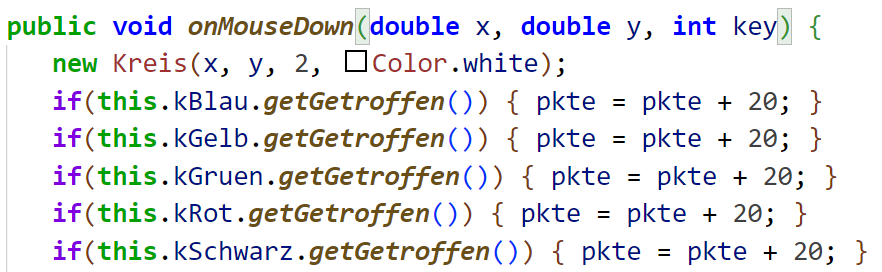 public void onMouseDown(double x, double y, int key) {
new Kreis(x, y, 2, Color.white);
if(this.kBlau.getGetroffen()) { pkte = pkte + 20; }
if(this.kGelb.getGetroffen()) { pkte = pkte + 20; }
if(this.kGruen.getGetroffen()) { pkte = pkte + 20; }
if(this.kRot.getGetroffen()) { pkte = pkte + 20; }
if(this.kSchwarz.getGetroffen()) { pkte = pkte + 20; }